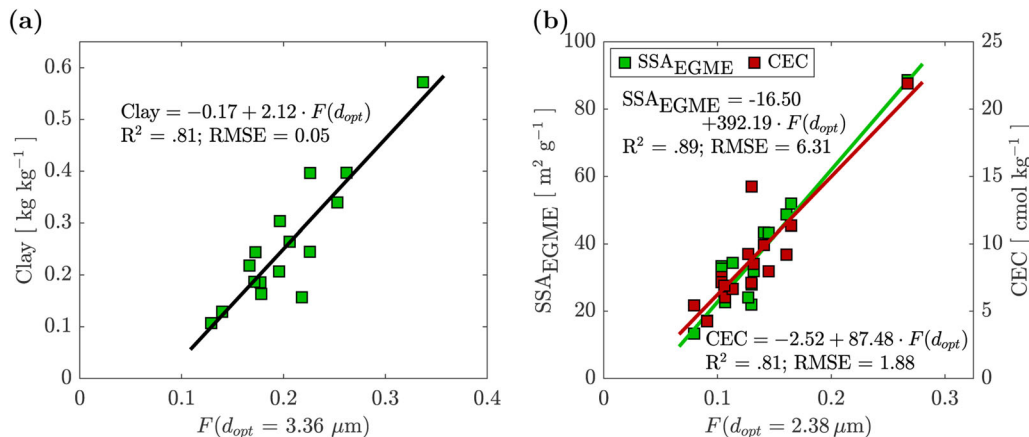 (a)
Clay = −0.17 + 2.12 · F(d_opt)
R² = .81; RMSE = 0.05
Clay [ kg kg⁻¹ ]
0.6
0.5
0.4
0.3
0.2
0.1
0
0
0.1
0.2
0.3
0.4
F(d_opt = 3.36 μm)
(b)
SSA_EGME
CEC
SSA_EGME = -16.50
+392.19 · F(d_opt)
R² = .89; RMSE = 6.31
CEC = −2.52 + 87.48 · F(d_opt)
R² = .81; RMSE = 1.88
SSA_EGME [ m² g⁻¹ ]
100
80
60
40
20
0
CEC [ cmol kg⁻¹ ]
25
20
15
10
5
0
0
0.1
0.2
0.3
F(d_opt = 2.38 μm)